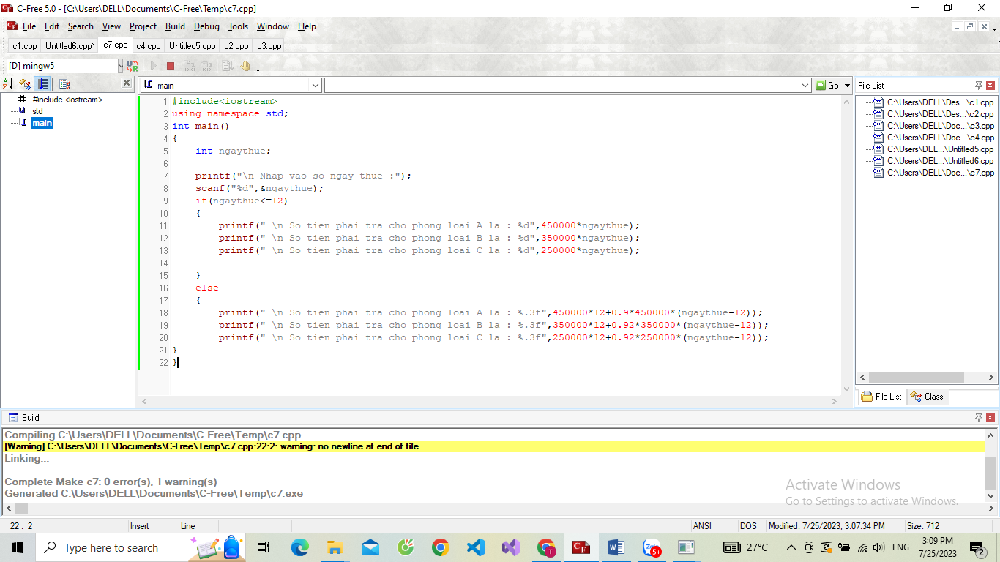 C-Free 5.0 - [C:\Users\DELL\Documents\C-Free\Temp\c7.cpp]
File Edit Search View Project Build Debug Tools Window Help
c1.cpp Untitled6.cpp* c7.cpp c4.cpp Untitled5.cpp c2.cpp c3.cpp
[D] mingw5
main
Go
File List
#include <iostream>
std
main
1 #include<iostream>
2 using namespace std;
3 int main()
4 {
5 int ngaythue;
6
7 printf("\n Nhap vao so ngay thue :");
8 scanf("%d",&ngaythue);
9 if(ngaythue<=12)
10 {
11 printf(" \n So tien phai tra cho phong loai A la : %d",450000*ngaythue);
12 printf(" \n So tien phai tra cho phong loai B la : %d",350000*ngaythue);
13 printf(" \n So tien phai tra cho phong loai C la : %d",250000*ngaythue);
14
15 }
16 else
17 {
18 printf(" \n So tien phai tra cho phong loai A la : %.3f",450000*12+0.9*450000*(ngaythue-12));
19 printf(" \n So tien phai tra cho phong loai B la : %.3f",350000*12+0.92*350000*(ngaythue-12));
20 printf(" \n So tien phai tra cho phong loai C la : %.3f",250000*12+0.92*250000*(ngaythue-12));
21 }
22 }
C:\Users\DELL\Des...\c1.cpp
C:\Users\DELL\Des...\c2.cpp
C:\Users\DELL\Doc...\c3.cpp
C:\Users\DELL\Doc...\c4.cpp
C:\Users\DEL...\Untitled5.cpp
C:\Users\DEL...\Untitled6.cpp
C:\Users\DELL\Doc...\c7.cpp
File List Class
Build
Compiling C:\Users\DELL\Documents\C-Free\Temp\c7.cpp...
[Warning] C:\Users\DELL\Documents\C-Free\Temp\c7.cpp:22:2: warning: no newline at end of file
Linking...
Complete Make c7: 0 error(s), 1 warning(s)
Generated C:\Users\DELL\Documents\C-Free\Temp\c7.exe
Activate Windows
Go to Settings to activate Windows.
22 : 2 Insert Line ANSI DOS Modified: 7/25/2023, 3:07:34 PM Size: 712
Type here to search
5+
27°C
ENG
3:09 PM
7/25/2023
2